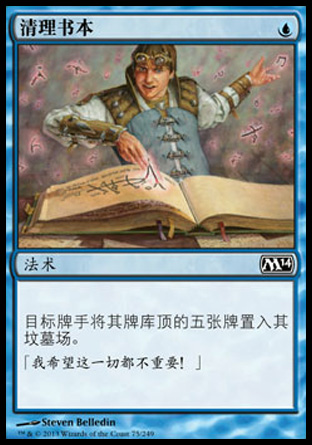 清理书本
法术
M14
目标牌手将其牌库顶的五张牌置入其
坟墓场。
「我希望这一切都不重要! 」
Steven Belledin
™ & © 2013 Wizards of the Coast 75/249